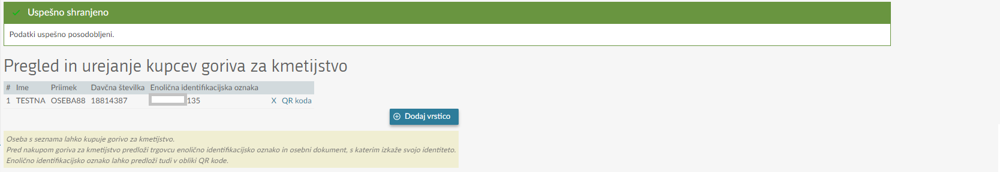 Uspešno shranjeno
Podatki uspešno posodobljeni.
Pregled in urejanje kupcev goriva za kmetijstvo
# Ime Priimek Davčna številka Enolična identifikacijska oznaka
1 TESTNA OSEBA88 18814387 135 X QR koda
Dodaj vrstico
Oseba s seznama lahko kupuje gorivo za kmetijstvo.
Pred nakupom goriva za kmetijstvo predloži trgovcu enolično identifikacijsko oznako in osebni dokument, s katerim izkaže svojo identiteto.
Enolično identifikacijsko oznako lahko predloži tudi v obliki QR kode.